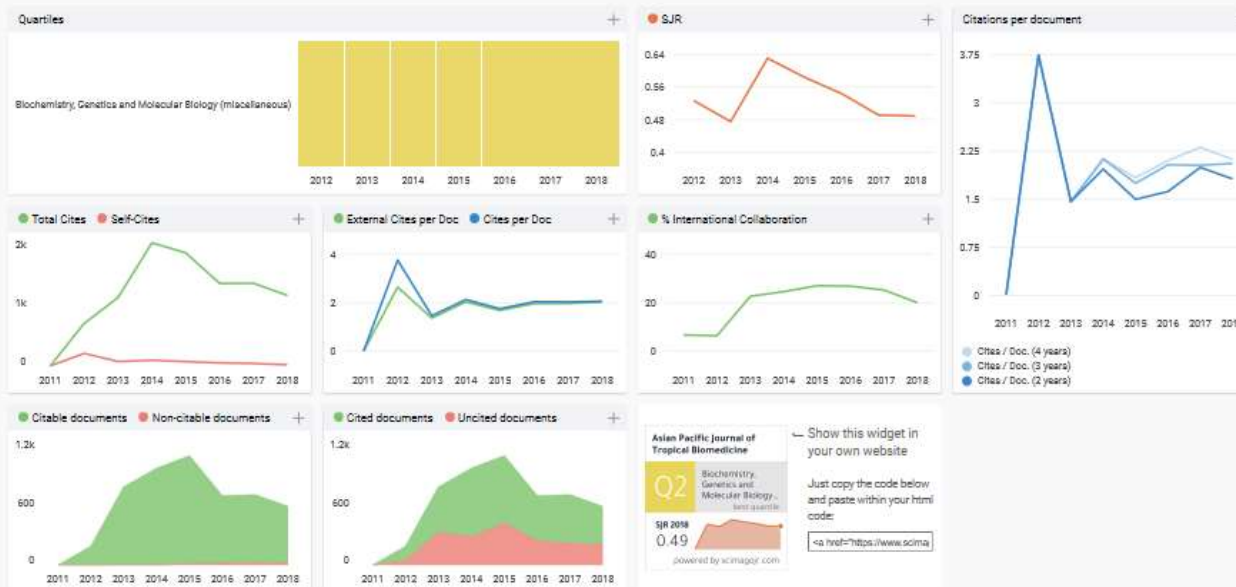 Quartiles
Biochemistry, Genetics and Molecular Biology (miscellaneous)
2012 2013 2014 2015 2016 2017 2018
SJR
0.64
0.56
0.48
0.4
2012 2013 2014 2015 2016 2017 2018
Citations per document
3.75
3
2.25
1.5
0.75
0
2011 2012 2013 2014 2015 2016 2017 201
Cites / Doc. (4 years)
Cites / Doc. (3 years)
Cites / Doc. (2 years)
Total Cites Self-Cites
2k
1k
0
2011 2012 2013 2014 2015 2016 2017 2018
External Cites per Doc Cites per Doc
4
2
0
2011 2012 2013 2014 2015 2016 2017 2018
% International Collaboration
40
20
0
2011 2012 2013 2014 2015 2016 2017 2018
Citable documents Non-citable documents
1.2k
600
0
2011 2012 2013 2014 2015 2016 2017 2018
Cited documents Uncited documents
1.2k
600
0
2011 2012 2013 2014 2015 2016 2017 2018
Asian Pacific Journal of
Tropical Biomedicine
Q2
Biochemistry,
Genetics and
Molecular Biology...
best quartile
SJR 2018
0.49
powered by scimagojr.com
Show this widget in
your own website
Just copy the code below
and paste within your html
code:
<a href="https://www.scima